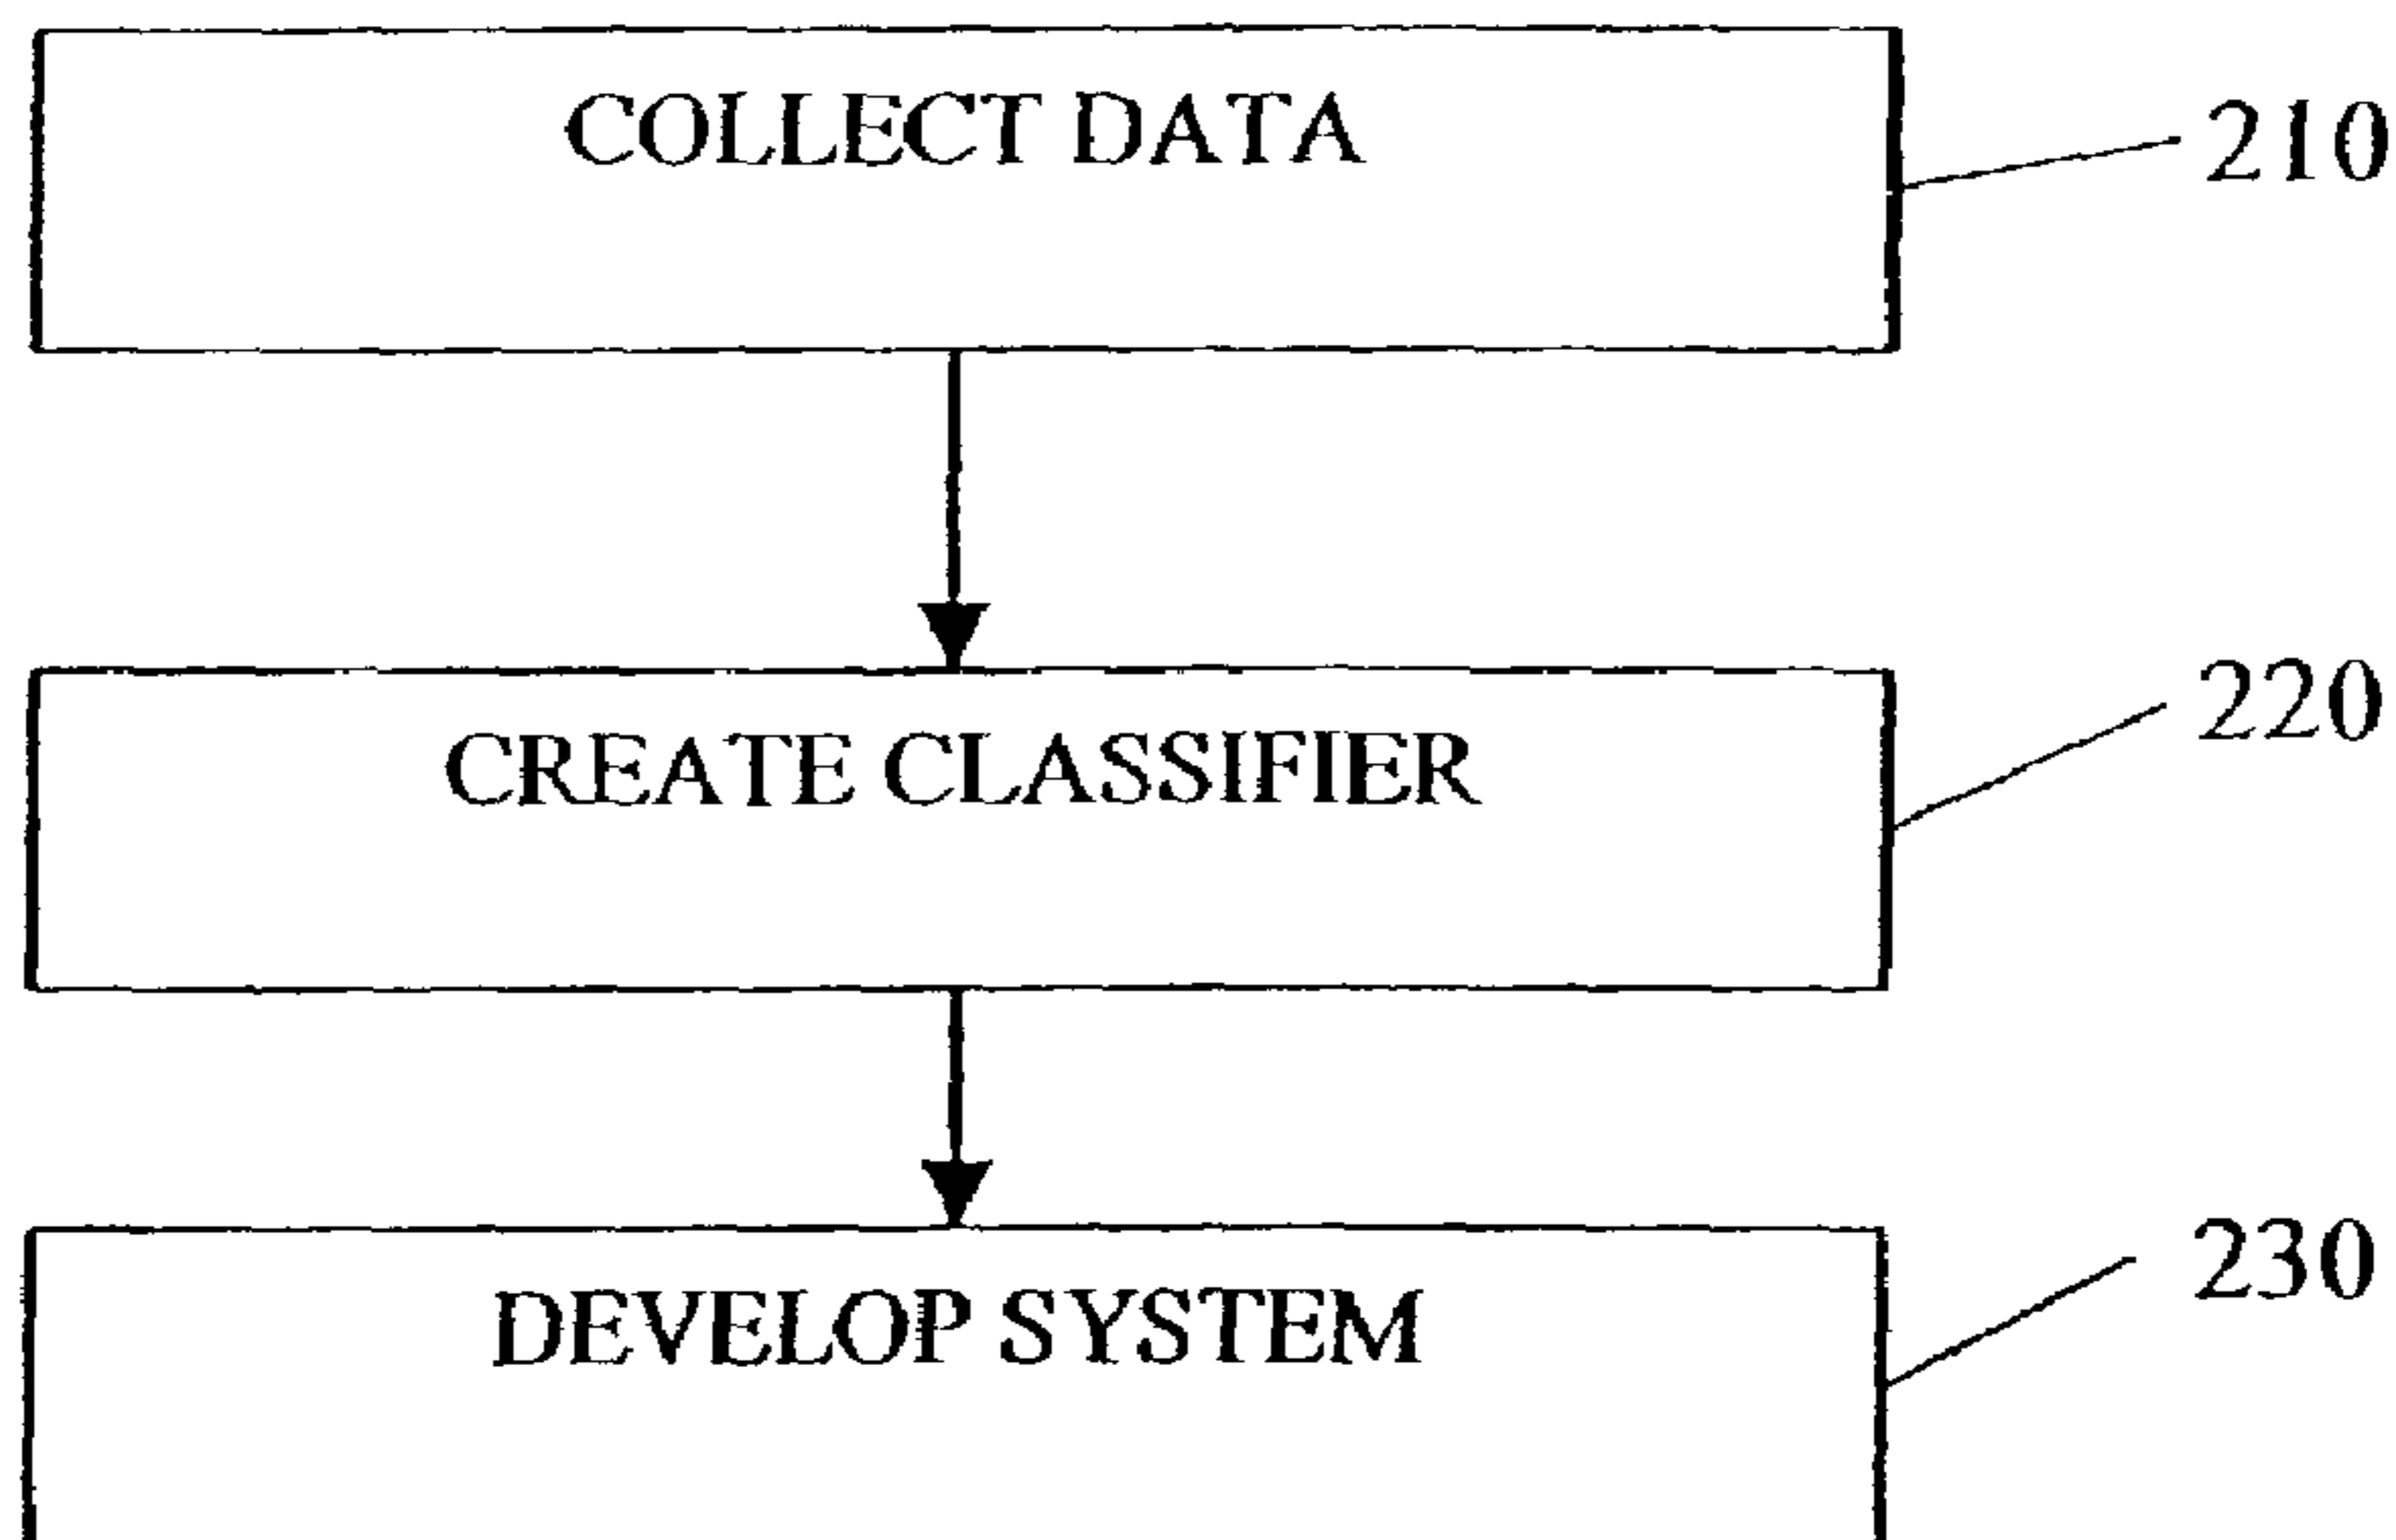 COLLECT DATA
210
CREATE CLASSIFIER
220
DEVELOP SYSTEM
230